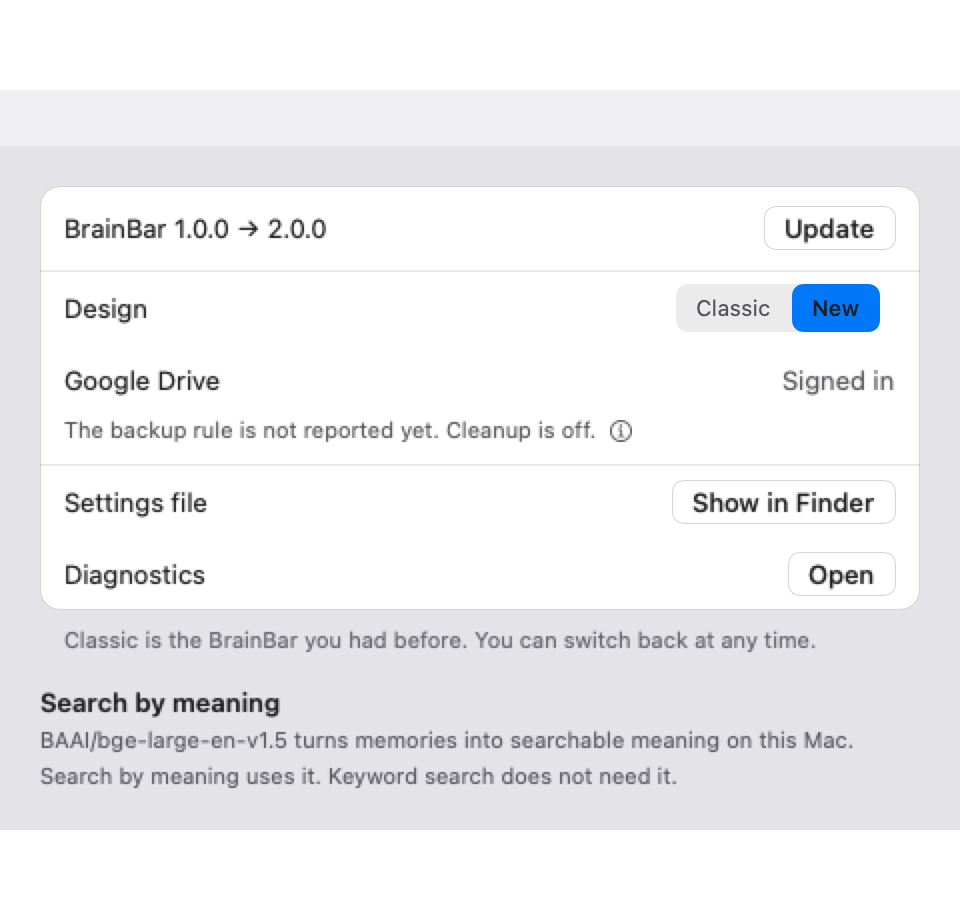 BrainBar 1.0.0 → 2.0.0 Update
Design Classic New
Google Drive Signed in
The backup rule is not reported yet. Cleanup is off. ⓘ
Settings file Show in Finder
Diagnostics Open
Classic is the BrainBar you had before. You can switch back at any time.
Search by meaning
BAAI/bge-large-en-v1.5 turns memories into searchable meaning on this Mac.
Search by meaning uses it. Keyword search does not need it.